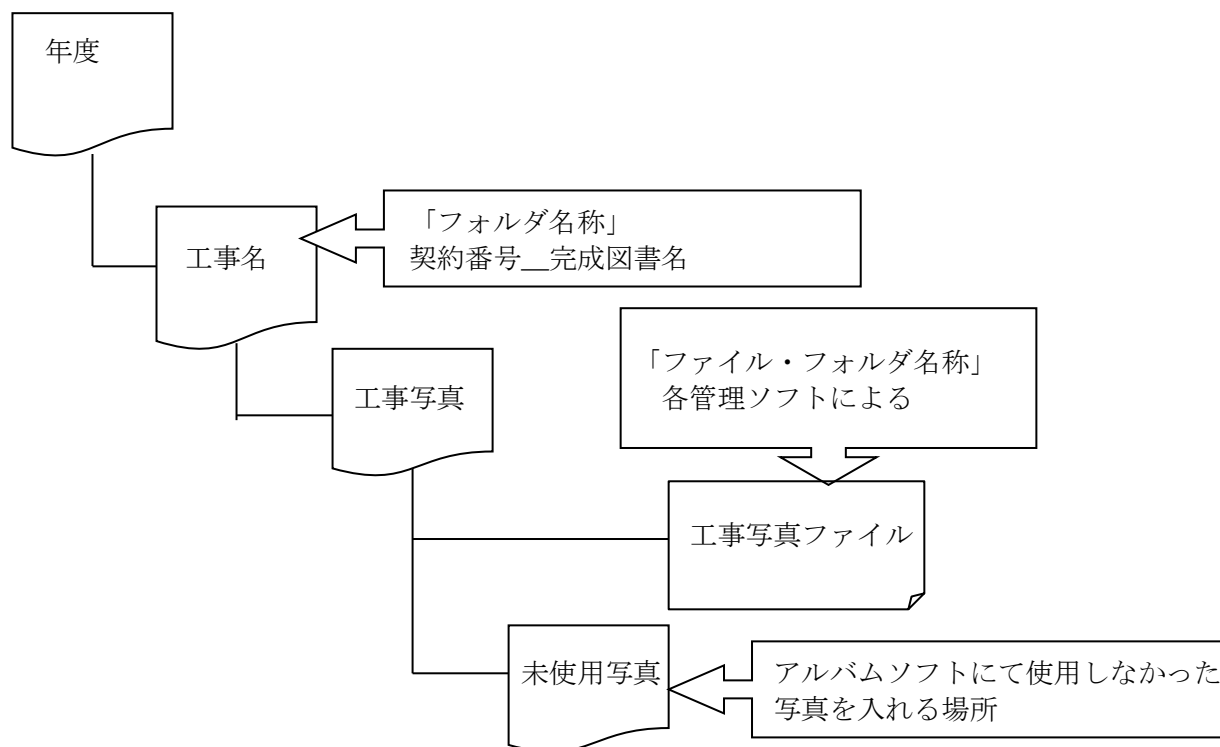 年度
「フォルダ名称」
契約番号__完成図書名
工事名
「ファイル・フォルダ名称」
各管理ソフトによる
工事写真
工事写真ファイル
未使用写真
アルバムソフトにて使用しなかった
写真を入れる場所